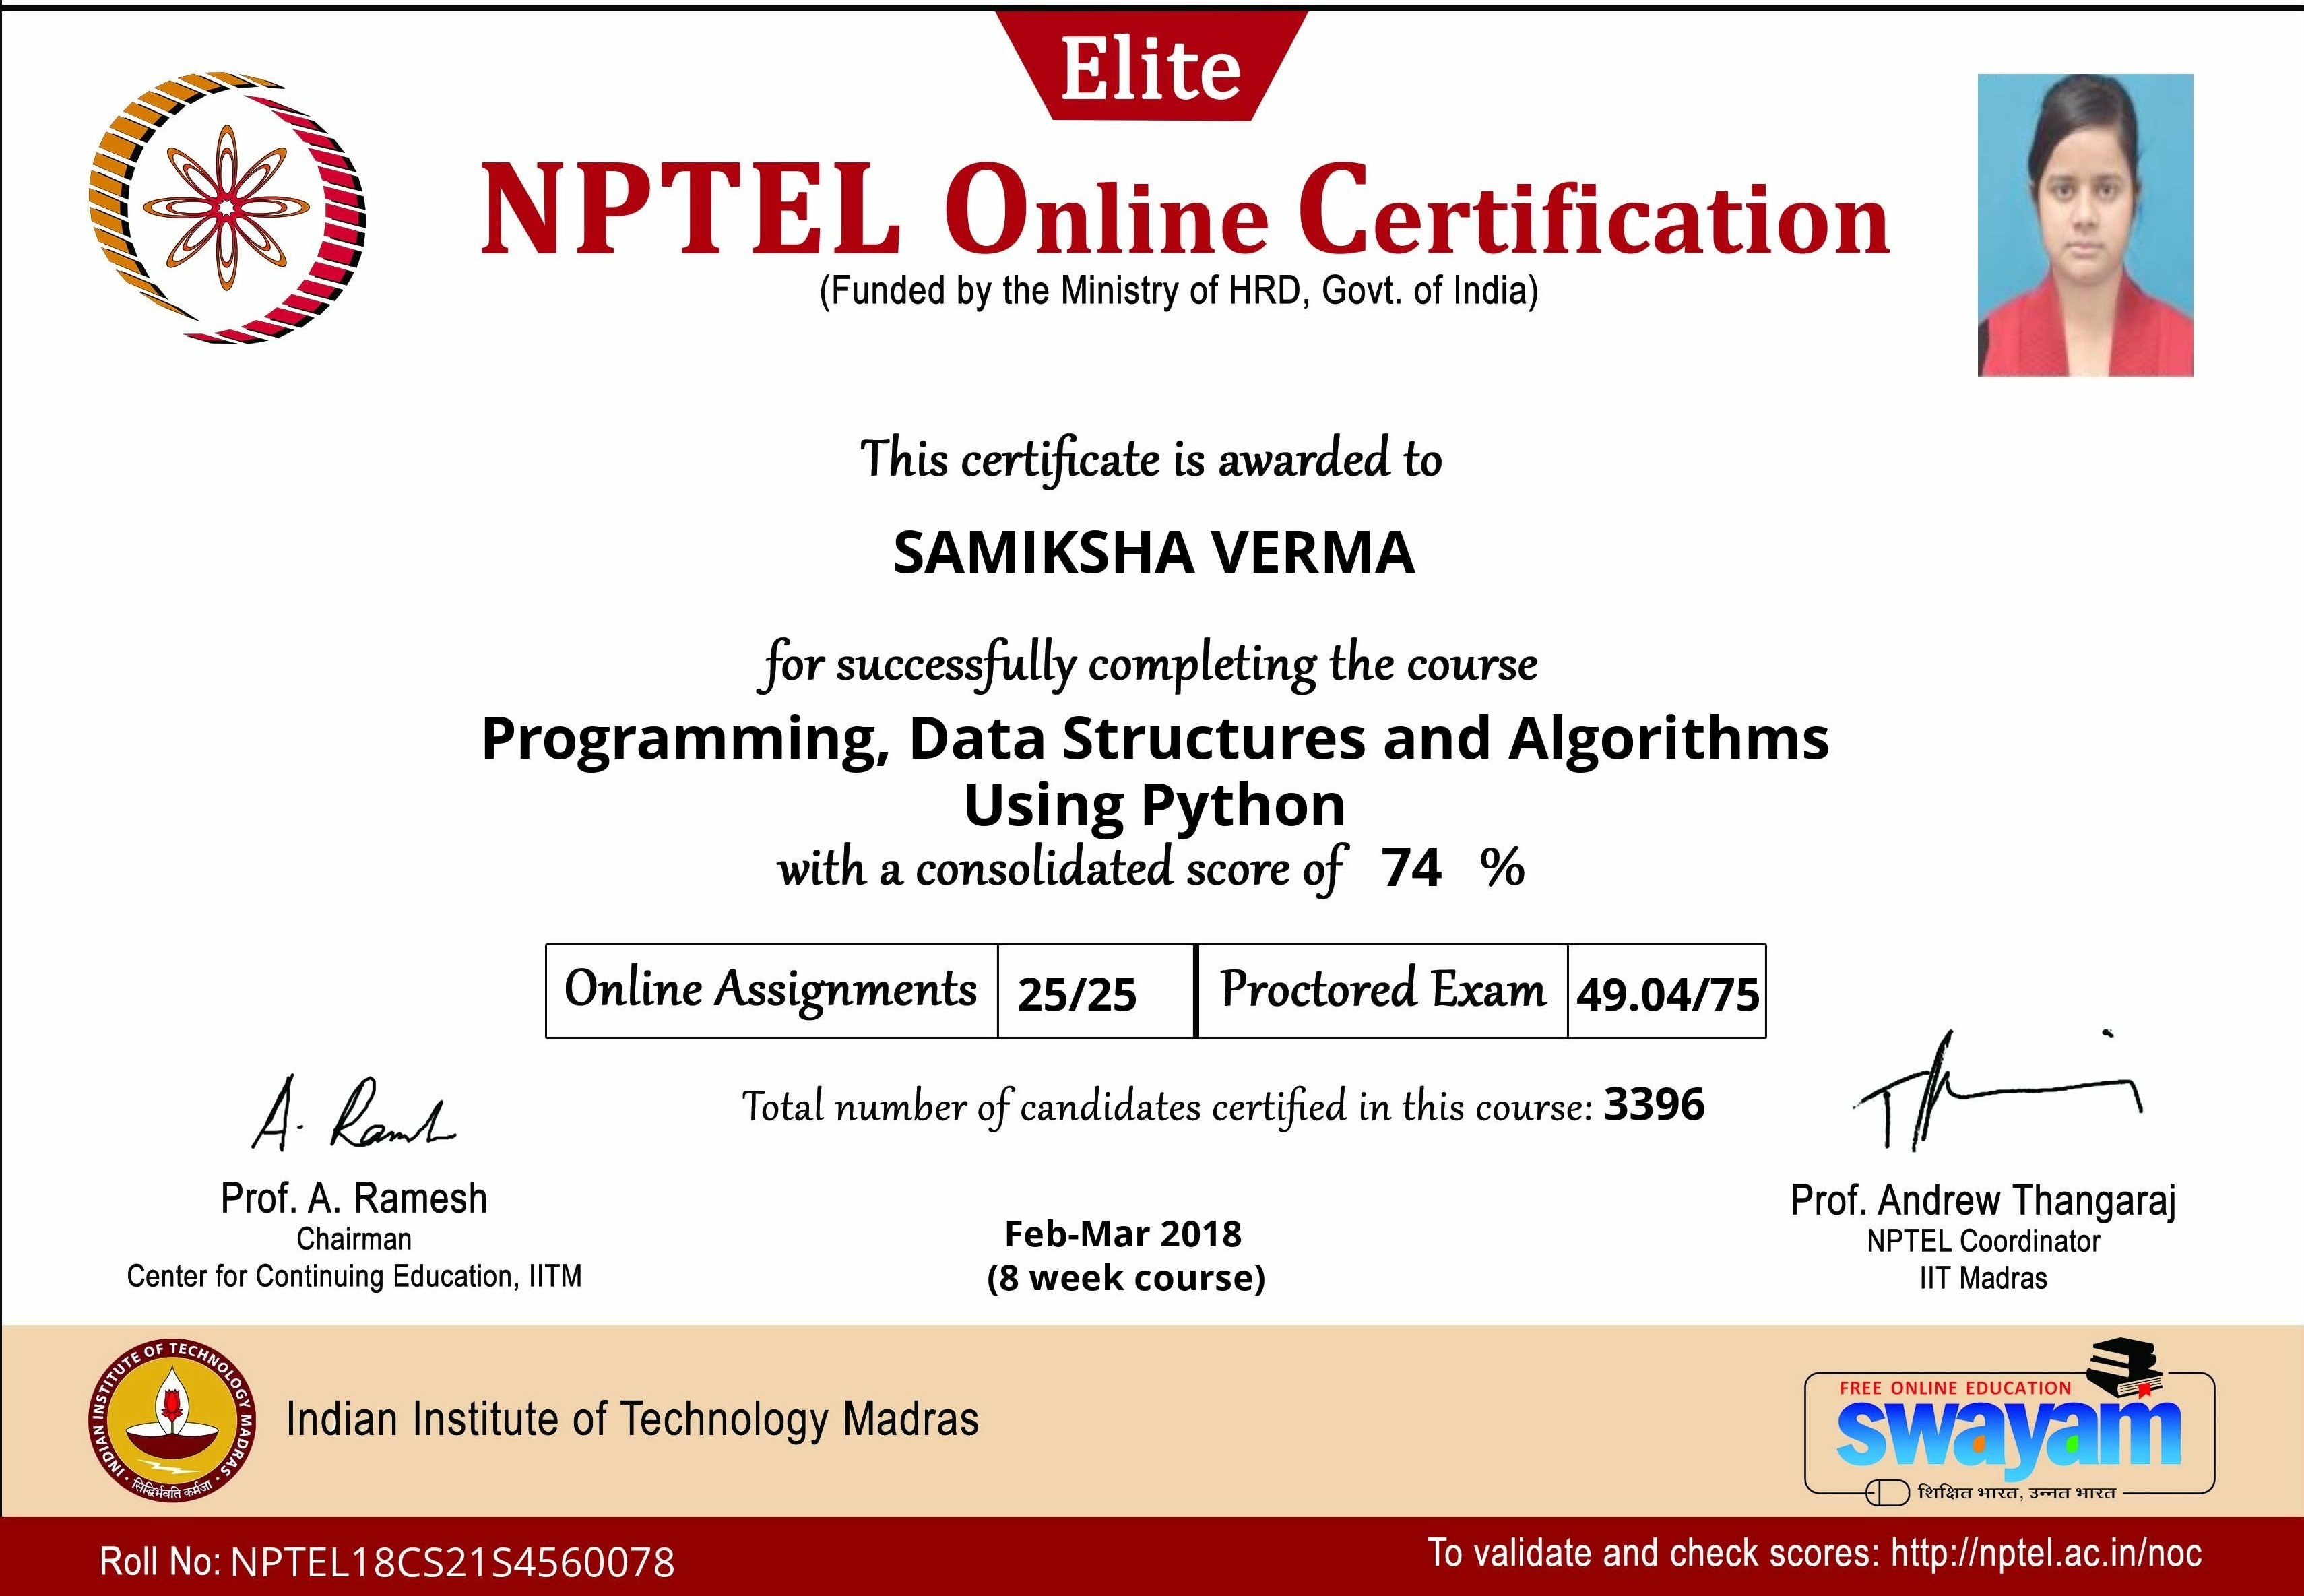 Elite
NPTEL Online Certification
(Funded by the Ministry of HRD, Govt. of India)
This certificate is awarded to
SAMIKSHA VERMA
for successfully completing the course
Programming, Data Structures and Algorithms
Using Python
with a consolidated score of 74 %
Online Assignments 25/25 Proctored Exam 49.04/75
Total number of candidates certified in this course: 3396
A. Ramesh
Prof. A. Ramesh
Chairman
Center for Continuing Education, IITM
Feb-Mar 2018
(8 week course)
Prof. Andrew Thangaraj
NPTEL Coordinator
IIT Madras
INDIAN INSTITUTE OF TECHNOLOGY MADRAS
सिद्धिर्भवति कर्मजा
Indian Institute of Technology Madras
FREE ONLINE EDUCATION
swayam
शिक्षित भारत, उन्नत भारत
Roll No: NPTEL18CS21S4560078
To validate and check scores: http://nptel.ac.in/noc